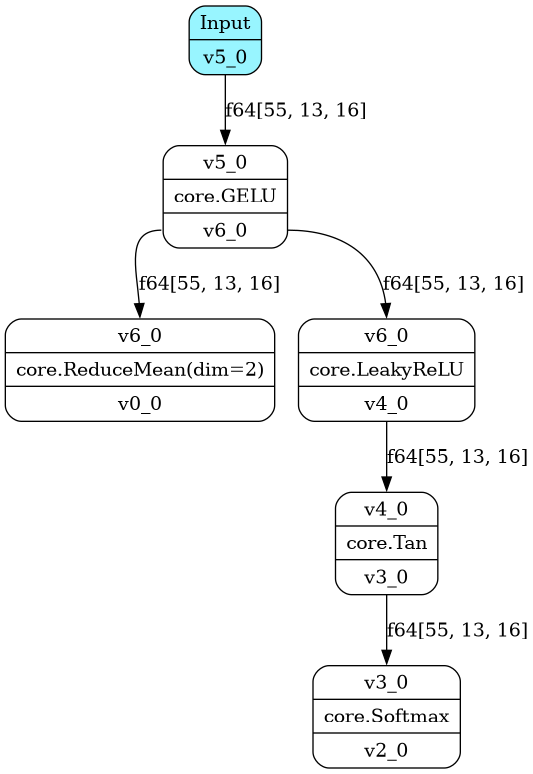 Input
v5_0
f64[55, 13, 16]
v5_0
core.GELU
v6_0
f64[55, 13, 16]
f64[55, 13, 16]
v6_0
core.ReduceMean(dim=2)
v0_0
v6_0
core.LeakyReLU
v4_0
f64[55, 13, 16]
v4_0
core.Tan
v3_0
f64[55, 13, 16]
v3_0
core.Softmax
v2_0